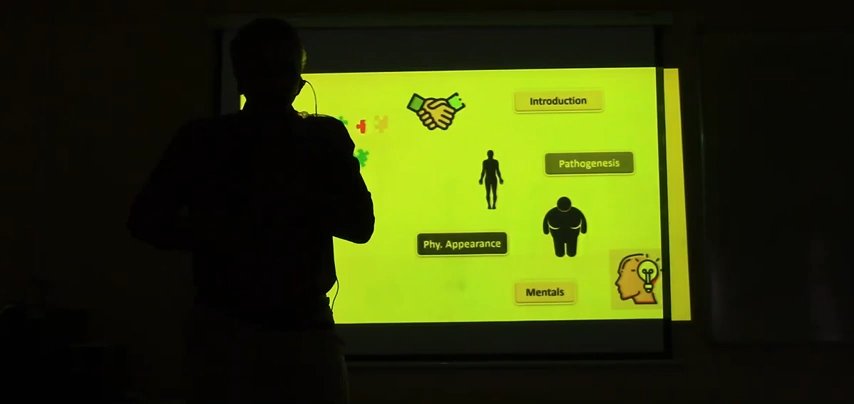 Introduction
Pathogenesis
Phy. Appearance
Mentals